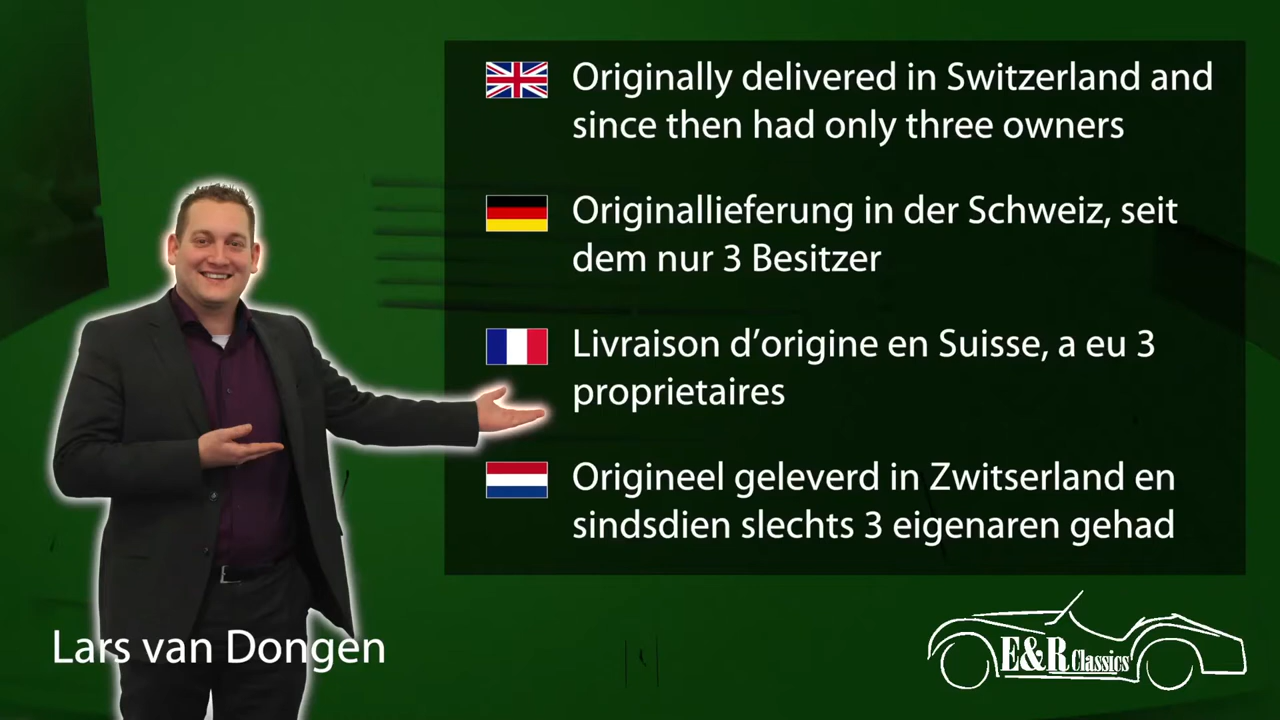 Originally delivered in Switzerland and
since then had only three owners
Originallieferung in der Schweiz, seit
dem nur 3 Besitzer
Livraison d’origine en Suisse, a eu 3
proprietaires
Origineel geleverd in Zwitserland en
sindsdien slechts 3 eigenaren gehad
Lars van Dongen
E&R Classics